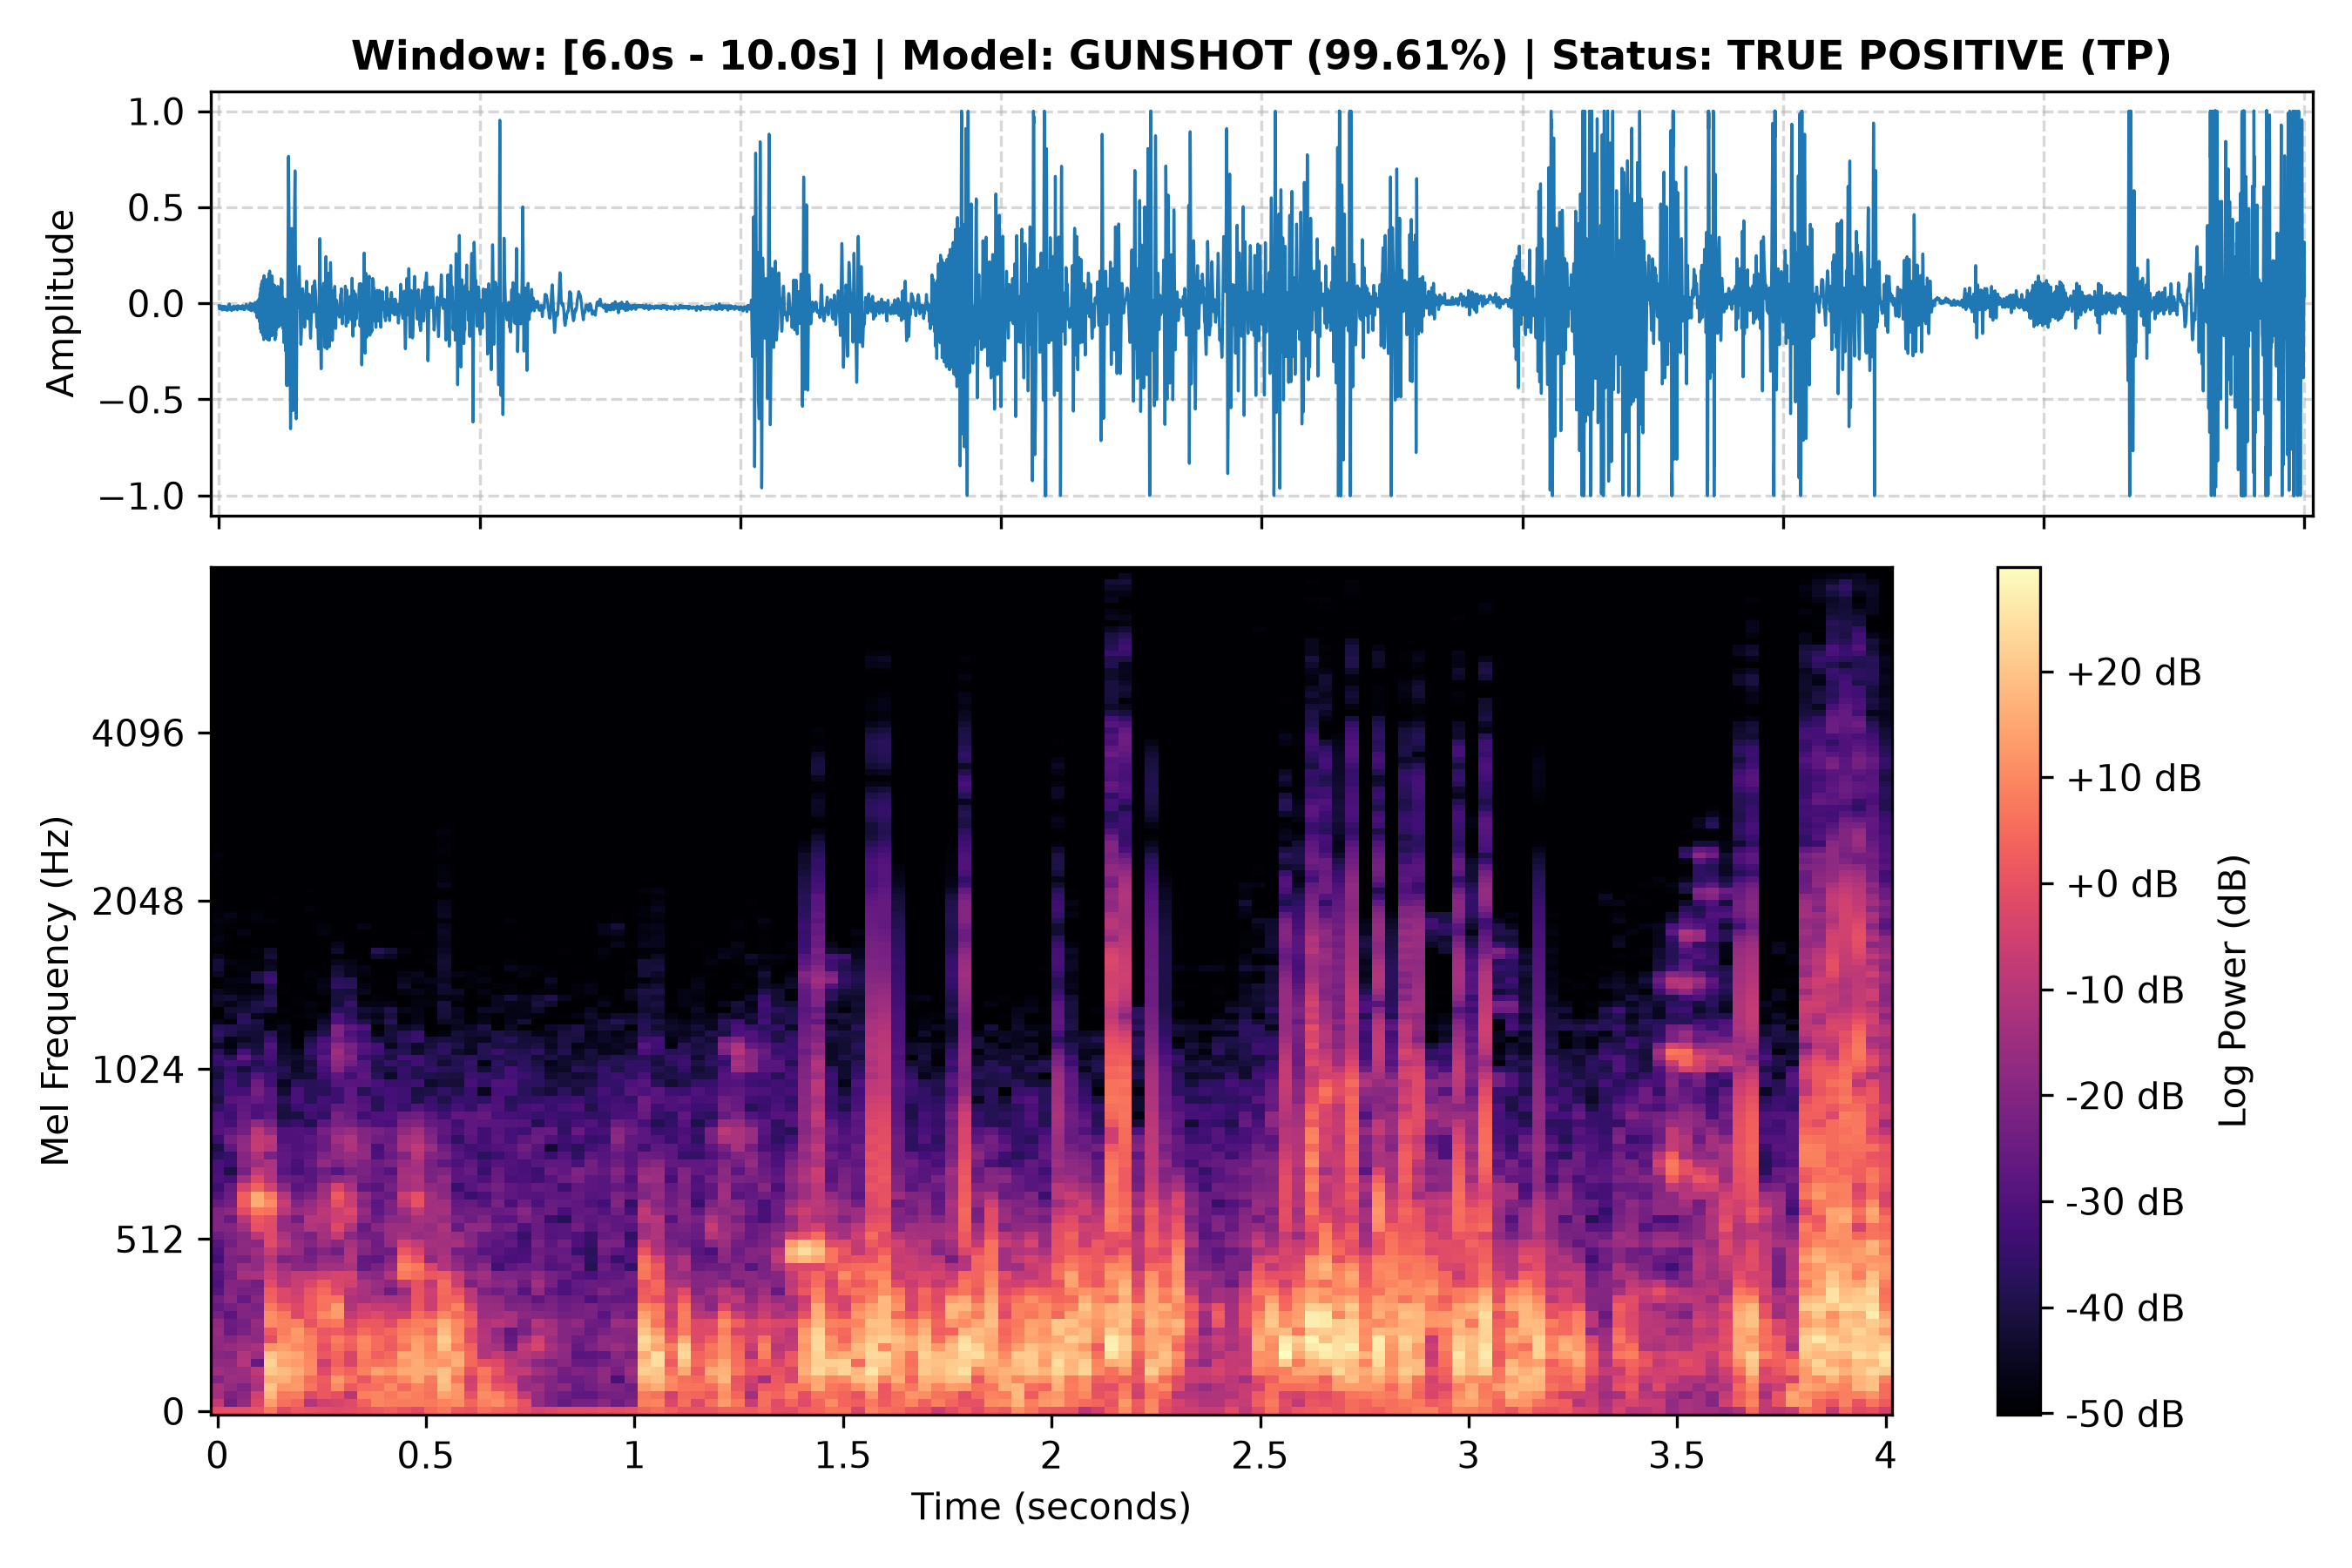 Window: [6.0s - 10.0s] | Model: GUNSHOT (99.61%) | Status: TRUE POSITIVE (TP)
1.0
0.5
0.0
−0.5
−1.0
Amplitude
4096
2048
1024
512
0
Mel Frequency (Hz)
0 0.5 1 1.5 2 2.5 3 3.5 4
Time (seconds)
+20 dB
+10 dB
+0 dB
-10 dB
-20 dB
-30 dB
-40 dB
-50 dB
Log Power (dB)